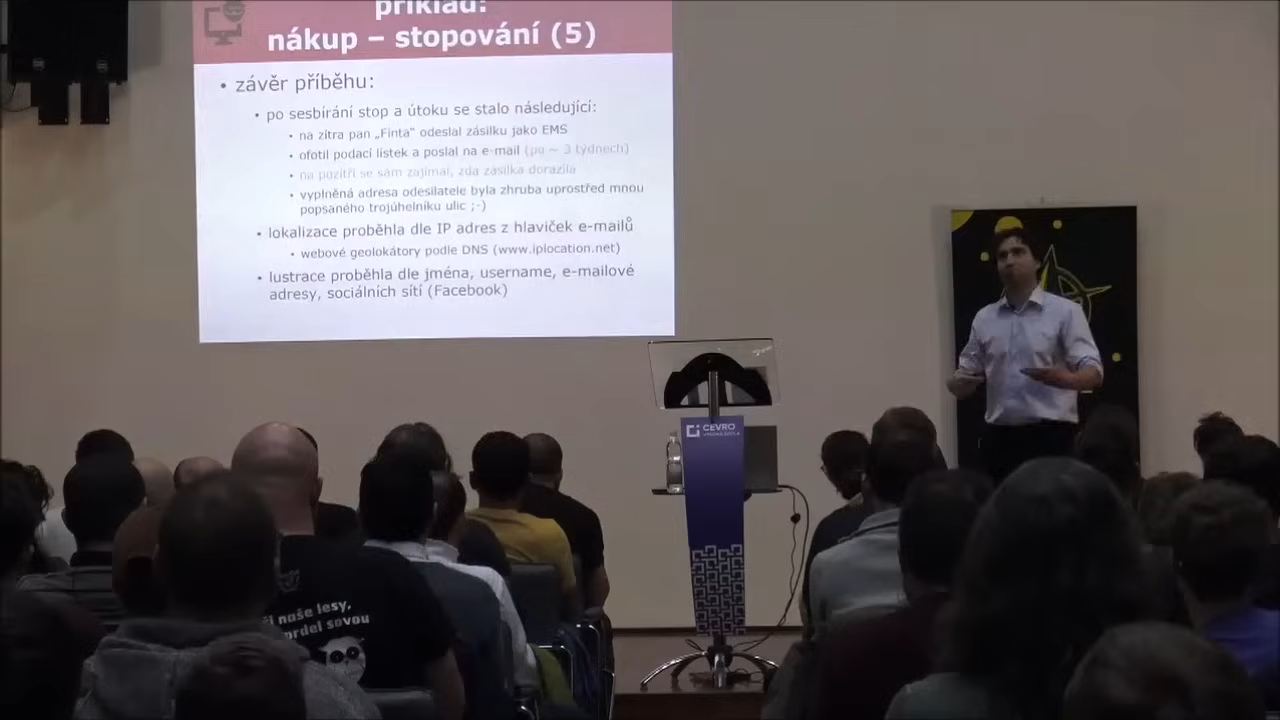 příklad:
nákup – stopování (5)
• závěr příběhu:
• po sesbírání stop a útoku se stalo následující:
• na zítra pan „Finta“ odeslal zásilku jako EMS
• ofotil podací lístek a poslal na e-mail (po ~ 3 týdnech)
• na pozítří se sám zajímal, zda zásilka dorazila
• vyplněná adresa odesilatele byla zhruba uprostřed mnou
popsaného trojúhelníku ulic ;-)
• lokalizace proběhla dle IP adres z hlaviček e-mailů
• webové geolokátory podle DNS (www.iplocation.net)
• lustrace proběhla dle jména, username, e-mailové
adresy, sociálních sítí (Facebook)
CEVRO
naše lesy,
sovou